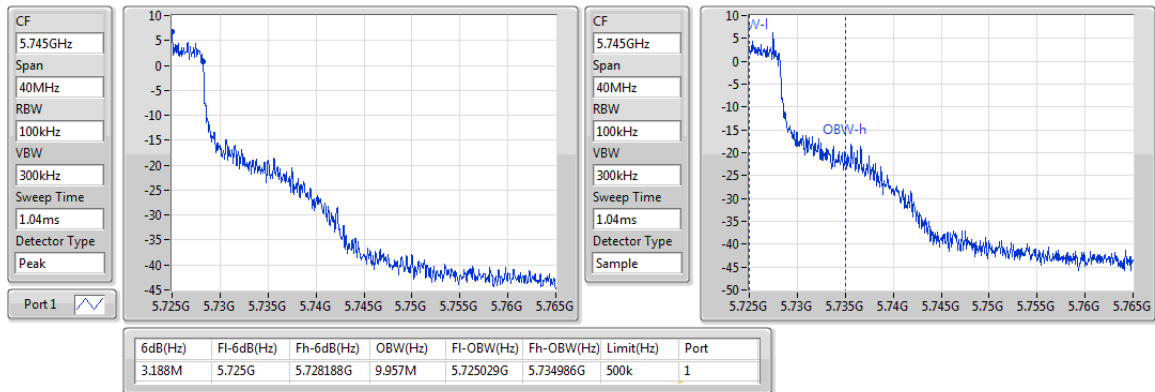 CF
5.745GHz
Span
40MHz
RBW
100kHz
VBW
300kHz
Sweep Time
1.04ms
Detector Type
Peak
Port 1
10
5
0
-5
-10
-15
-20
-25
-30
-35
-40
-45
5.725G 5.73G 5.735G 5.74G 5.745G 5.75G 5.755G 5.76G 5.765G
CF
5.745GHz
Span
40MHz
RBW
100kHz
VBW
300kHz
Sweep Time
1.04ms
Detector Type
Sample
10
5
0
-5
-10
-15
-20
-25
-30
-35
-40
-45
-50
W-l
OBW-h
5.725G 5.73G 5.735G 5.74G 5.745G 5.75G 5.755G 5.76G 5.765G
6dB(Hz) Fl-6dB(Hz) Fh-6dB(Hz) OBW(Hz) Fl-OBW(Hz) Fh-OBW(Hz) Limit(Hz) Port
3.188M 5.725G 5.728188G 9.957M 5.725029G 5.734986G 500k 1